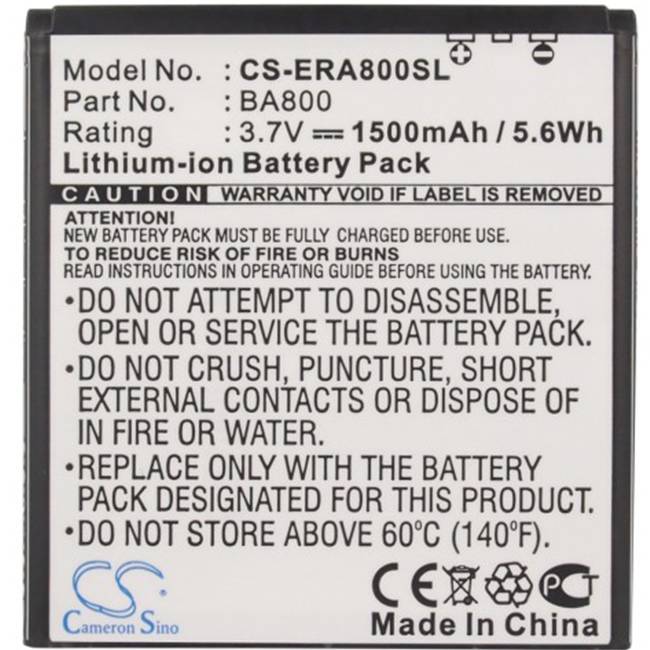 Model No. : CS-ERA800SL
Part No. : BA800
Rating : 3.7V 1500mAh / 5.6Wh
Lithium-ion Battery Pack
CAUTION WARRANTY VOID IF LABEL IS REMOVED
ATTENTION!
NEW BATTERY PACK MUST BE FULLY CHARGED BEFORE USE.
TO REDUCE RISK OF FIRE OR BURNS
READ INSTRUCTIONS IN OPERATING GUIDE BEFORE USING THE BATTERY.
•DO NOT ATTEMPT TO DISASSEMBLE,
OPEN OR SERVICE THE BATTERY PACK.
•DO NOT CRUSH, PUNCTURE, SHORT
EXTERNAL CONTACTS OR DISPOSE OF
IN FIRE OR WATER.
•REPLACE ONLY WITH THE BATTERY
PACK SPECIFIED FOR THE EQUIPMENT.
•DO NOT STORE ABOVE 60°C (140°F).
CS
Cameron Sino
CE
PCT
Made In China